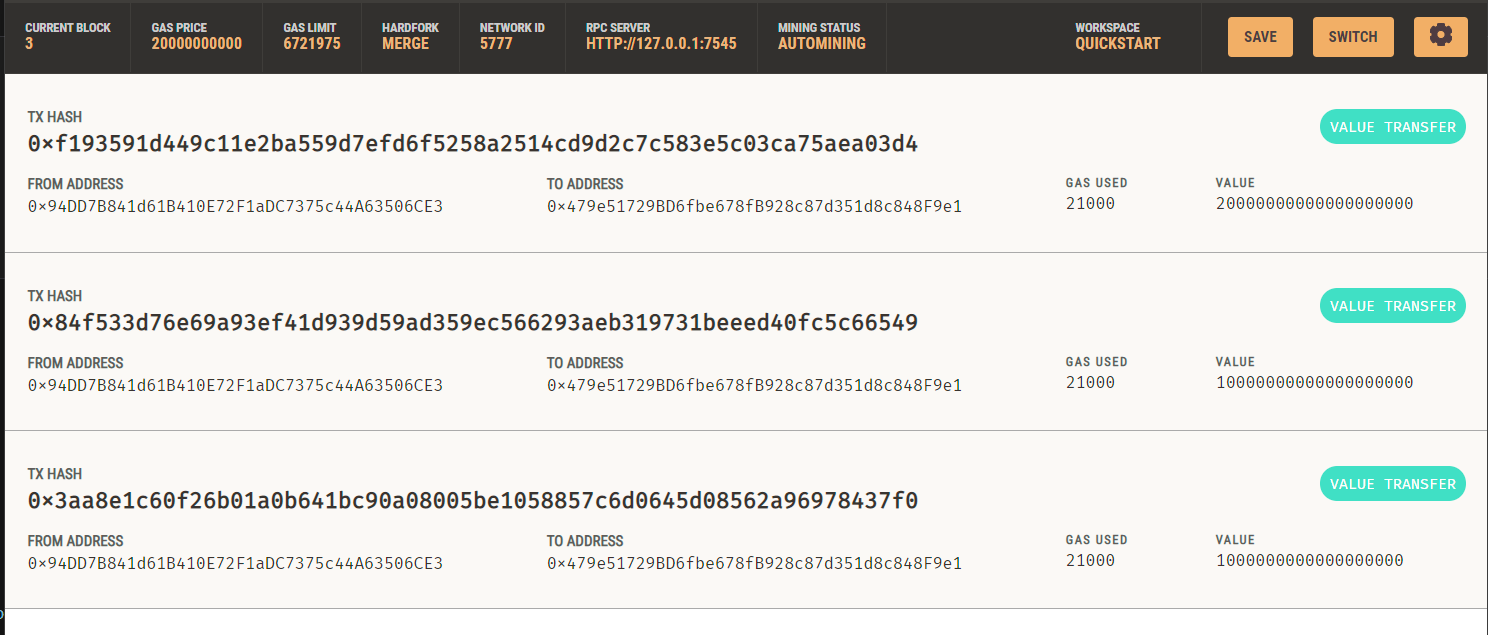 CURRENT BLOCK GAS PRICE GAS LIMIT HARDFORK NETWORK ID RPC SERVER MINING STATUS WORKSPACE
3 20000000000 6721975 MERGE 5777 HTTP://127.0.0.1:7545 AUTOMINING QUICKSTART SAVE SWITCH
TX HASH
0×f193591d449c11e2ba559d7efd6f5258a2514cd9d2c7c583e5c03ca75aea03d4 VALUE TRANSFER
FROM ADDRESS TO ADDRESS GAS USED VALUE
0×94DD7B841d61B410E72F1aDC7375c44A63506CE3 0×479e51729BD6fbe678fB928c87d351d8c848F9e1 21000 20000000000000000000
TX HASH
0×84f533d76e69a93ef41d939d59ad359ec566293aeb319731beeed40fc5c66549 VALUE TRANSFER
FROM ADDRESS TO ADDRESS GAS USED VALUE
0×94DD7B841d61B410E72F1aDC7375c44A63506CE3 0×479e51729BD6fbe678fB928c87d351d8c848F9e1 21000 10000000000000000000
TX HASH
0×3aa8e1c60f26b01a0b641bc90a08005be1058857c6d0645d08562a96978437f0 VALUE TRANSFER
FROM ADDRESS TO ADDRESS GAS USED VALUE
0×94DD7B841d61B410E72F1aDC7375c44A63506CE3 0×479e51729BD6fbe678fB928c87d351d8c848F9e1 21000 1000000000000000000